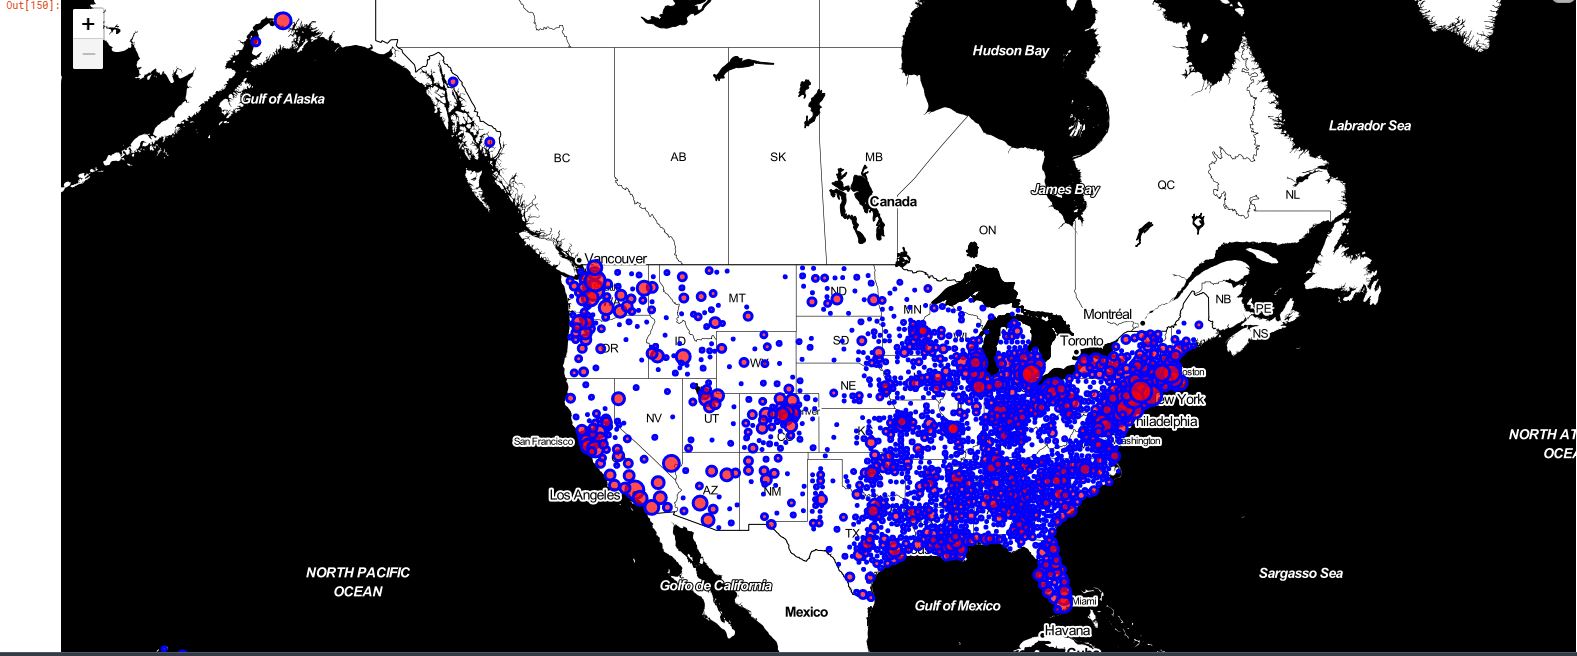 Out[150]:
+
−
Hudson Bay
Gulf of Alaska
Labrador Sea
BC
AB
SK
MB
James Bay
QC
NL
Canada
ON
Vancouver
MT
ND
MN
NB
PE
Montréal
NS
Toronto
OR
ID
SD
WY
NE
New York
NV
UT
Philadelphia
San Francisco
NORTH AT
OCEA
Los Angeles
AZ
NM
TX
NORTH PACIFIC
OCEAN
Golfo de California
Sargasso Sea
Mexico
Gulf of Mexico
Miami
Havana